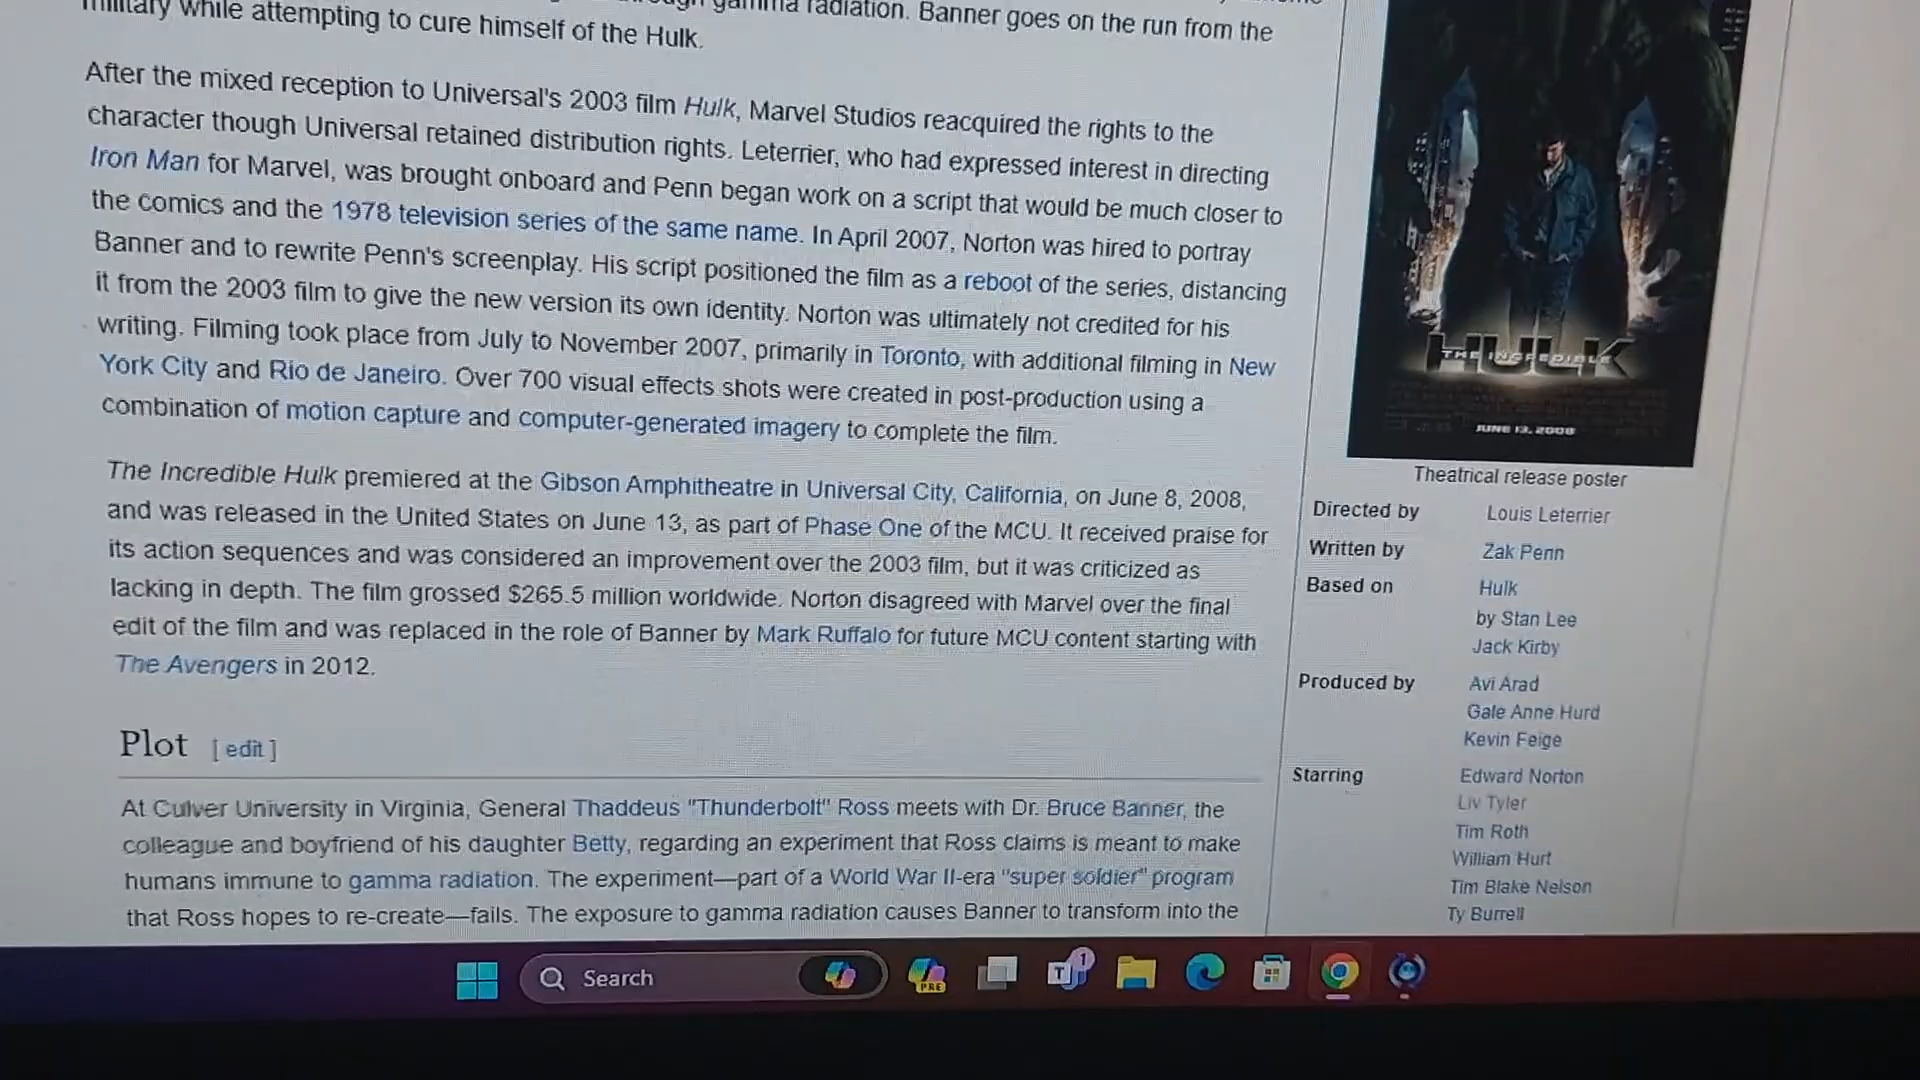 military while attempting to cure himself of the Hulk.
gamma radiation. Banner goes on the run from the
After the mixed reception to Universal's 2003 film Hulk, Marvel Studios reacquired the rights to the
character though Universal retained distribution rights. Leterrier, who had expressed interest in directing
Iron Man for Marvel, was brought onboard and Penn began work on a script that would be much closer to
the comics and the 1978 television series of the same name. In April 2007, Norton was hired to portray
Banner and to rewrite Penn's screenplay. His script positioned the film as a reboot of the series, distancing
it from the 2003 film to give the new version its own identity. Norton was ultimately not credited for his
writing. Filming took place from July to November 2007, primarily in Toronto, with additional filming in New
York City and Rio de Janeiro. Over 700 visual effects shots were created in post-production using a
combination of motion capture and computer-generated imagery to complete the film.
The Incredible Hulk premiered at the Gibson Amphitheatre in Universal City, California, on June 8, 2008,
and was released in the United States on June 13, as part of Phase One of the MCU. It received praise for
its action sequences and was considered an improvement over the 2003 film, but it was criticized as
lacking in depth. The film grossed $265.5 million worldwide. Norton disagreed with Marvel over the final
edit of the film and was replaced in the role of Banner by Mark Ruffalo for future MCU content starting with
The Avengers in 2012.
Plot [ edit ]
At Culver University in Virginia, General Thaddeus "Thunderbolt" Ross meets with Dr. Bruce Banner, the
colleague and boyfriend of his daughter Betty, regarding an experiment that Ross claims is meant to make
humans immune to gamma radiation. The experiment—part of a World War II-era "super soldier" program
that Ross hopes to re-create—fails. The exposure to gamma radiation causes Banner to transform into the
THE INCREDIBLE
HULK
JUNE 13, 2008
Theatrical release poster
Directed by Louis Leterrier
Written by Zak Penn
Based on Hulk
by Stan Lee
Jack Kirby
Produced by Avi Arad
Gale Anne Hurd
Kevin Feige
Starring Edward Norton
Liv Tyler
Tim Roth
William Hurt
Tim Blake Nelson
Ty Burrell
Search
PRE
T
1